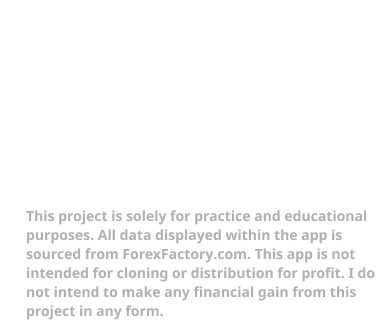 This project is solely for practice and educational
purposes. All data displayed within the app is
sourced from ForexFactory.com. This app is not
intended for cloning or distribution for profit. I do
not intend to make any financial gain from this
project in any form.